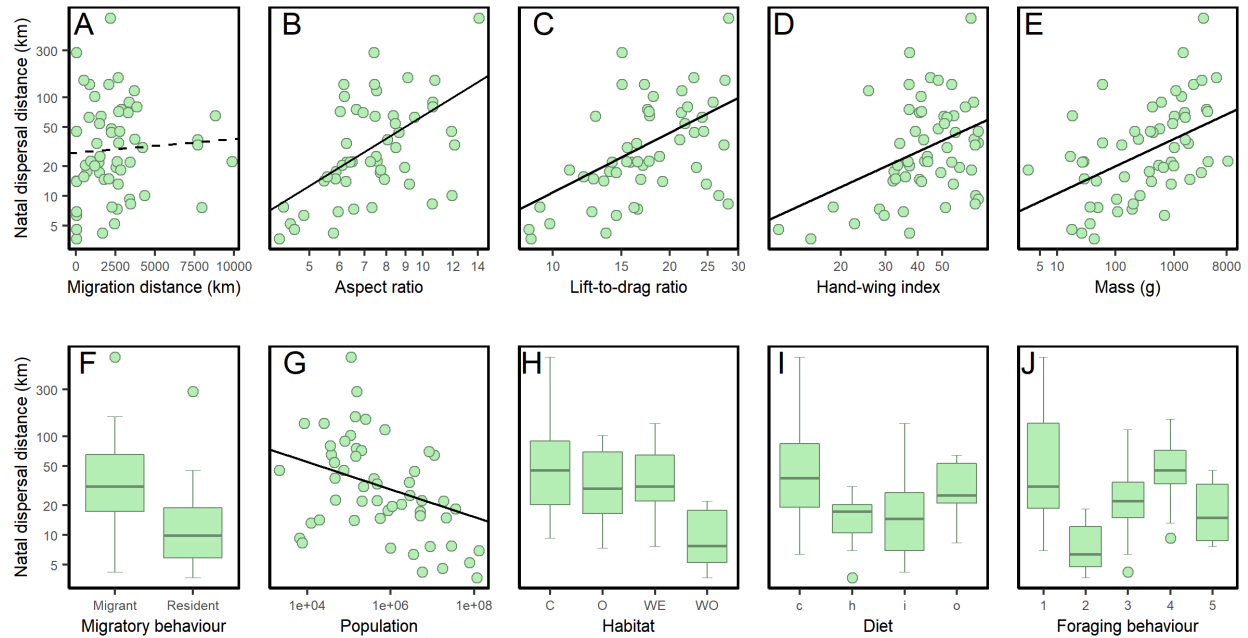 A B C D E
Natal dispersal distance (km)
300
100
50
20
10
5
0 2500 5000 7500 10000
5 6 7 8 9 10 12 14
10 15 20 25 30
20 30 40 50
5 10 100 1000 8000
Migration distance (km) Aspect ratio Lift-to-drag ratio Hand-wing index Mass (g)
F G H I J
Natal dispersal distance (km)
300
100
50
20
10
5
Migrant Resident
1e+04 1e+06 1e+08
C O WE WO
c h i o
1 2 3 4 5
Migratory behaviour Population Habitat Diet Foraging behaviour